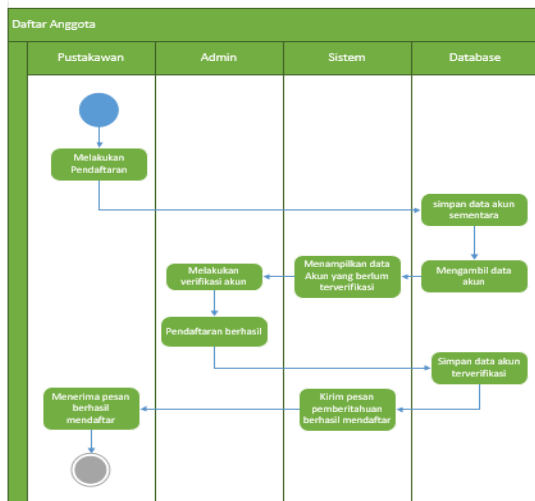 Daftar Anggota
Pustakawan
Admin
Sistem
Database
Melakukan
Pendaftaran
simpan data akun
sementara
Mengambil data
akun
Menampilkan data
Akun yang berlum
terverifikasi
Melakukan
verifikasi akun
Pendaftaran berhasil
Simpan data akun
terverifikasi
Kirim pesan
pemberitahuan
berhasil mendaftar
Menerima pesan
berhasil
mendaftar